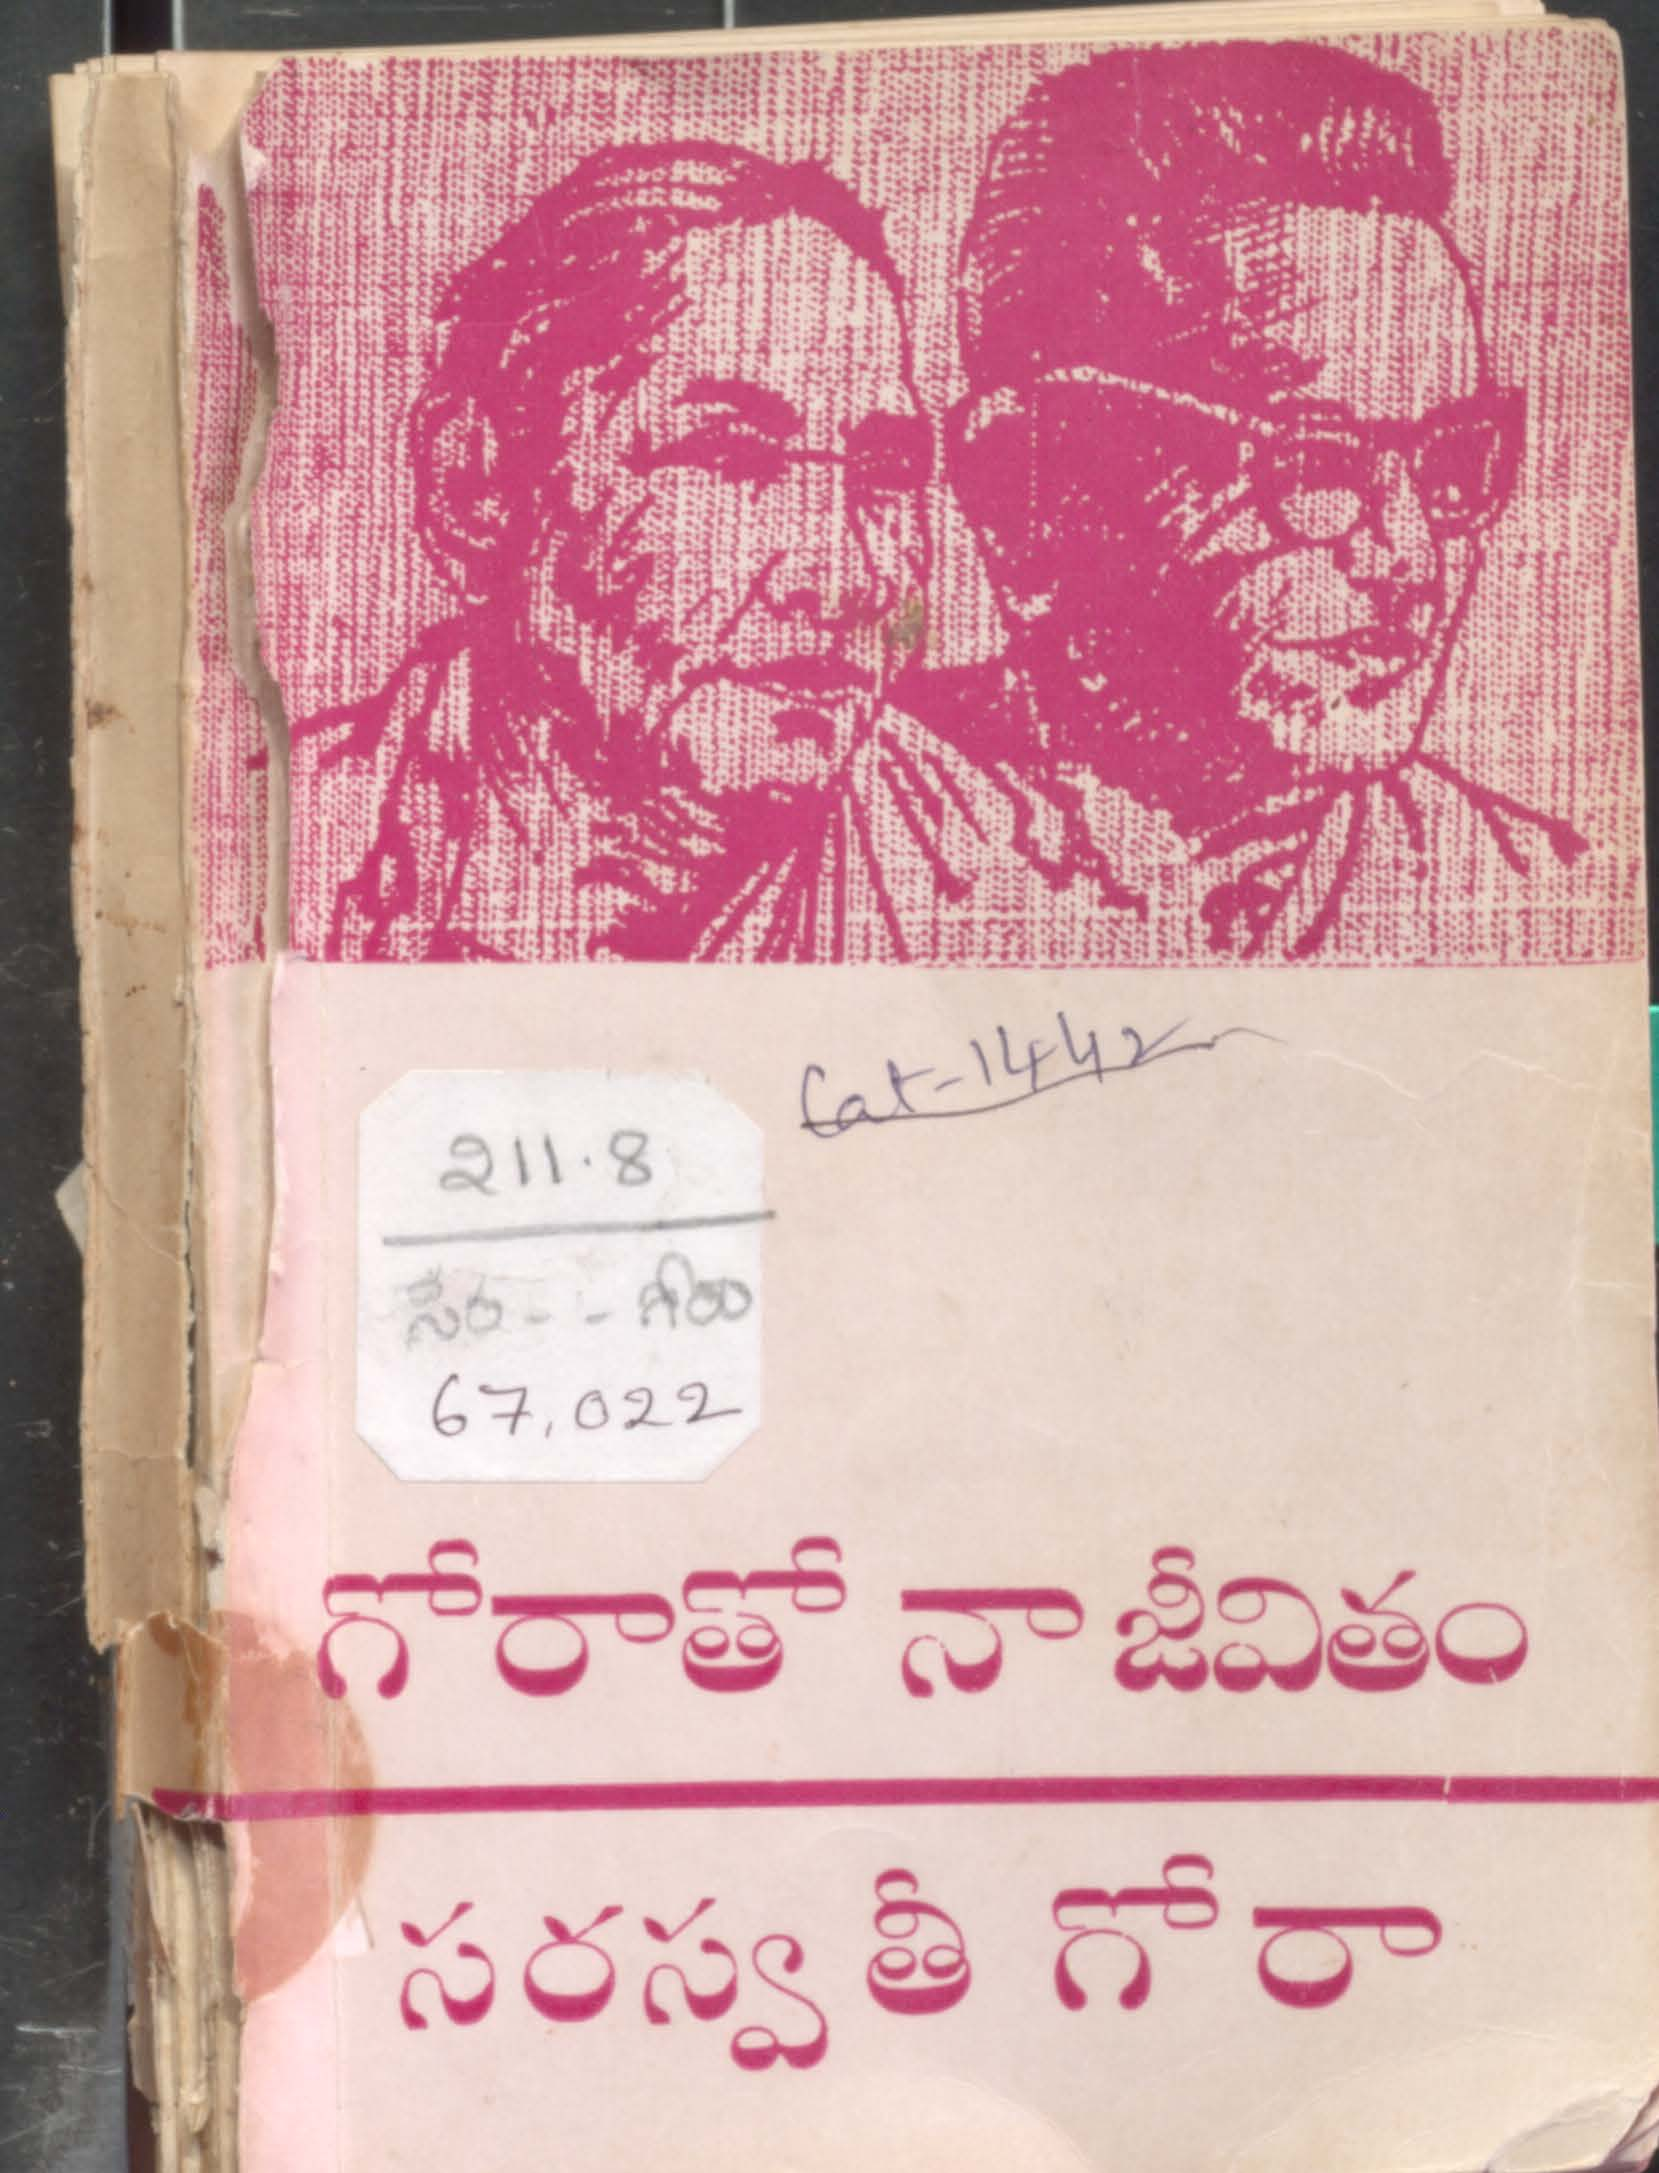 Cat-1442
211.8
67,022
గోరాతో నా జీవితం
సరస్వతీ గోరా